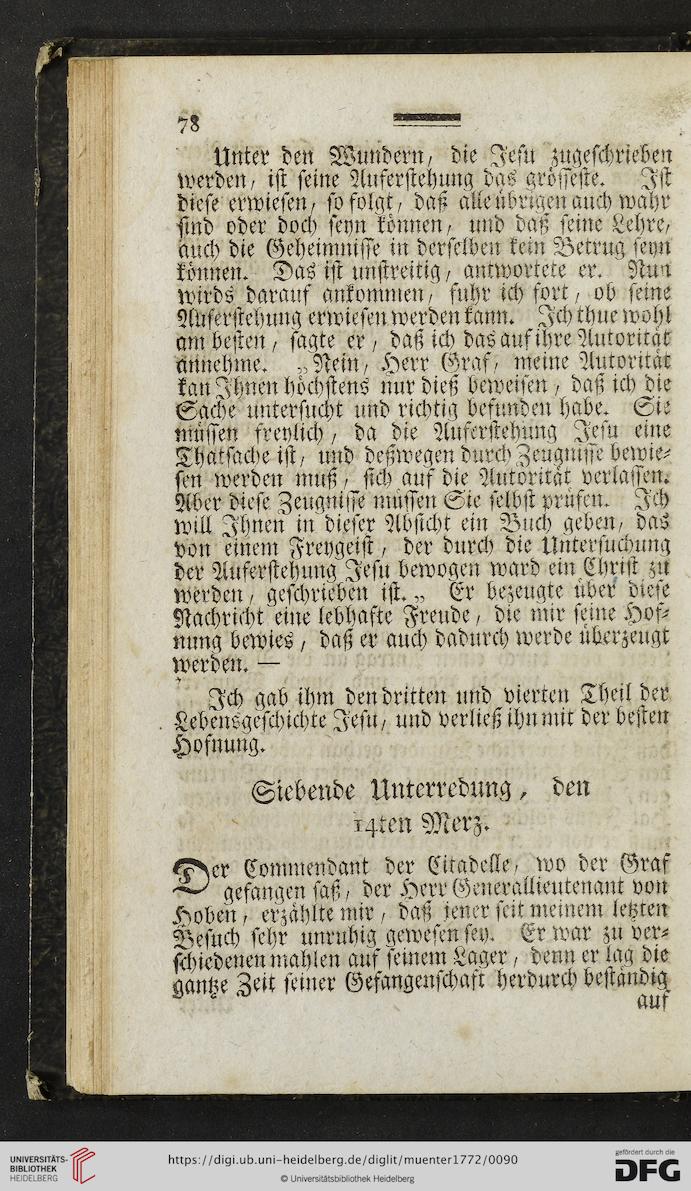 78
Unter den Wundern, die Jesu zugeschrieben
werden, ist seine Auferstehung das grösseste. Ist
diese erwiesen, so folgt, daß alle übrigen auch wahr
sind oder doch seyn können, und daß seine Lehre,
auch die Geheimnisse in derselben kein Betrug seyn
können. Das ist unstreitig, antwortete er. Nun
wirds darauf ankommen, fuhr ich fort, ob seine
Auferstehung erwiesen werden kann. Ich thue wohl
am besten, sagte er, daß ich das auf ihre Autorität
annehme. „Nein, Herr Graf, meine Autorität
kan Ihnen höchstens nur dieß beweisen, daß ich die
Sache untersucht und richtig befunden habe. Sie
müssen freylich, da die Auferstehung Jesu eine
Thatsache ist, und deßwegen durch Zeugnisse bewie-
sen werden muß, sich auf die Autorität verlassen.
Aber diese Zeugnisse müssen Sie selbst prüfen. Ich
will Ihnen in dieser Absicht ein Buch geben, das
von einem Freygeist, der durch die Untersuchung
der Auferstehung Jesu bewogen ward ein Christ zu
werden, geschrieben ist.„ Er bezeugte über diese
Nachricht eine lebhafte Freude, die mir seine Hof-
nung bewies, daß er auch dadurch werde überzeugt
werden. —
Ich gab ihm den dritten und vierten Theil der
Lebensgeschichte Jesu, und verließ ihn mit der besten
Hofnung.
Siebende Unterredung, den
14ten Merz.
Der Commendant der Citadelle, wo der Graf
gefangen saß, der Herr Generallieutenant von
Hoben, erzählte mir, daß jener seit meinem letzten
Besuch sehr unruhig gewesen sey. Er war zu ver-
schiedenen mahlen auf seinem Lager, denn er lag die
gantze Zeit seiner Gefangenschaft herdurch beständig
auf
UNIVERSITÄTS-
BIBLIOTHEK
HEIDELBERG
https://digi.ub.uni-heidelberg.de/diglit/muenter1772/0090
© Universitätsbibliothek Heidelberg
gefördert durch die
DFG